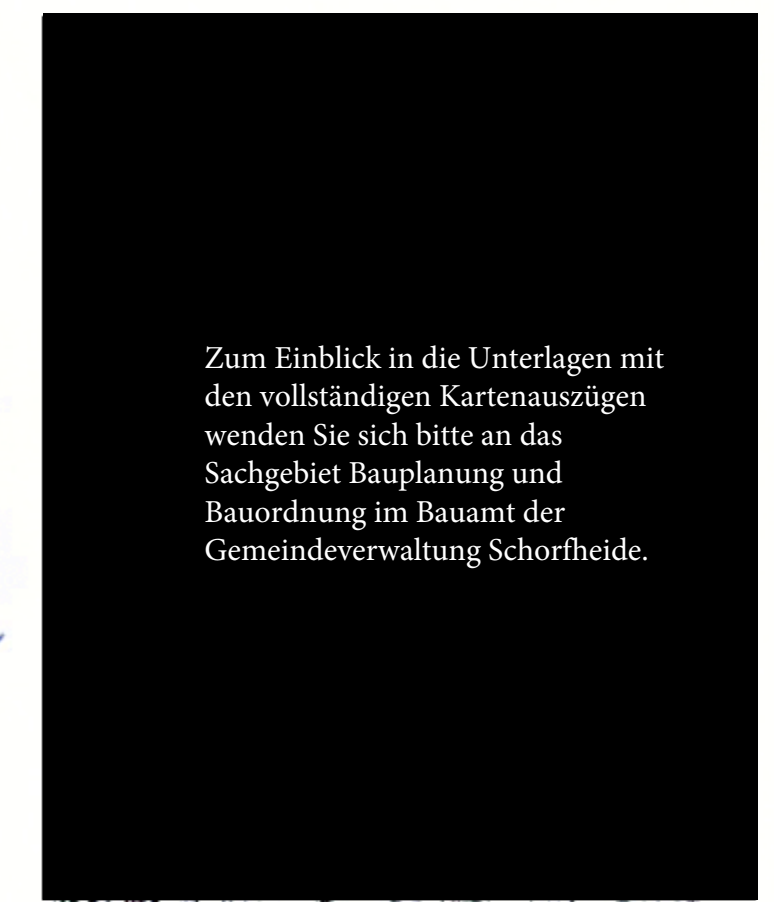 Zum Einblick in die Unterlagen mit
den vollständigen Kartenauszügen
wenden Sie sich bitte an das
Sachgebiet Bauplanung und
Bauordnung im Bauamt der
Gemeindeverwaltung Schorfheide.